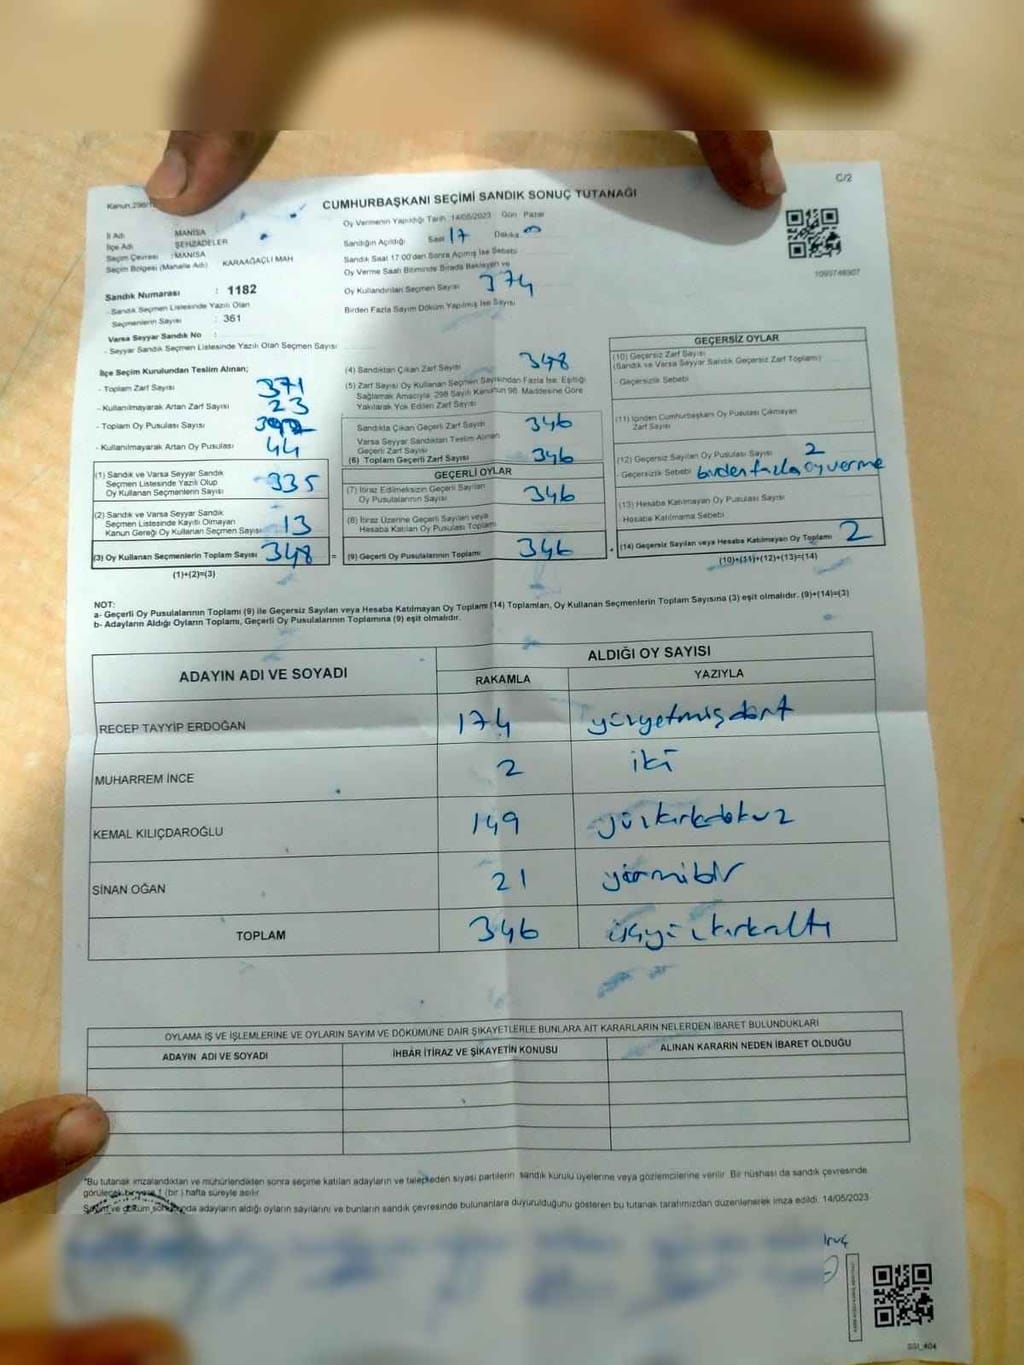 C/2
Kanun:298/1
CUMHURBAŞKANI SEÇİMİ SANDIK SONUÇ TUTANAĞI
İl Adı : MANİSA
İlçe Adı : ŞEHZADELER
Seçim Çevresi : MANİSA
Seçim Bölgesi (Mahalle Adı) : KARAAĞAÇLI MAH
Sandık Numarası : 1182
- Sandık Seçmen Listesinde Yazılı Olan
Seçmenlerin Sayısı : 361
Varsa Seyyar Sandık No :
- Seyyar Sandık Seçmen Listesinde Yazılı Olan Seçmen Sayısı
Oy Vermenin Yapıldığı Tarih: 14/05/2023 Gün Pazar
Sandığın Açıldığı Saat 17 Dakika
Sandık Saat 17:00'den Sonra Açılmış İse Sebebi
Oy Verme Saati Bitiminde Sırada Bekleyen ve
Oy Kullandırılan Seçmen Sayısı 374
Birden Fazla Sayım Döküm Yapılmış İse Sayısı
1099746907
İlçe Seçim Kurulundan Teslim Alınan;
- Toplam Zarf Sayısı 371
- Kullanılmayarak Artan Zarf Sayısı 23
- Toplam Oy Pusulası Sayısı
- Kullanılmayarak Artan Oy Pusulası 44
(1) Sandık ve Varsa Seyyar Sandık
Seçmen Listesinde Yazılı Olup
Oy Kullanan Seçmenlerin Sayısı 335
(2) Sandık ve Varsa Seyyar Sandık
Seçmen Listesinde Kayıtlı Olmayan
Kanun Gereği Oy Kullanan Seçmen Sayısı 13
(3) Oy Kullanan Seçmenlerin Toplam Sayısı 348 =
(1)+(2)=(3)
(4) Sandıktan Çıkan Zarf Sayısı 348
(5) Zarf Sayısı Oy Kullanan Seçmen Sayısından Fazla İse, Eşitliği
Sağlamak Amacıyla, 298 Sayılı Kanun'un 98. Maddesine Göre
Yakılarak Yok Edilen Zarf Sayısı
Sandıkta Çıkan Geçerli Zarf Sayısı 346
Varsa Seyyar Sandıktan Teslim Alınan
Geçerli Zarf Sayısı
(6) Toplam Geçerli Zarf Sayısı 346
GEÇERLİ OYLAR
(7) İtiraz Edilmeksizin Geçerli Sayılan
Oy Pusulalarının Sayısı 346
(8) İtiraz Üzerine Geçerli Sayılan veya
Hesaba Katılan Oy Pusulası Toplamı
(9) Geçerli Oy Pusulalarının Toplamı 346 +
GEÇERSİZ OYLAR
(10) Geçersiz Zarf Sayısı
(Sandık ve Varsa Seyyar Sandık Geçersiz Zarf Toplamı)
- Geçersizlik Sebebi
(11) İçinden Cumhurbaşkanı Oy Pusulası Çıkmayan
Zarf Sayısı
(12) Geçersiz Sayılan Oy Pusulası Sayısı 2
Geçersizlik Sebebi birden fazla oy verme
(13) Hesaba Katılmayan Oy Pusulası Sayısı
Hesaba Katılmama Sebebi
(14) Geçersiz Sayılan veya Hesaba Katılmayan Oy Toplamı 2
(10)+(11)+(12)+(13)=(14)
NOT:
a- Geçerli Oy Pusulalarının Toplamı (9) ile Geçersiz Sayılan veya Hesaba Katılmayan Oy Toplamı (14) Toplamları, Oy Kullanan Seçmenlerin Toplam Sayısına (3) eşit olmalıdır. (9)+(14)=(3)
b- Adayların Aldığı Oyların Toplamı, Geçerli Oy Pusulalarının Toplamına (9) eşit olmalıdır.
ADAYIN ADI VE SOYADI
ALDIĞI OY SAYISI
RAKAMLA YAZIYLA
RECEP TAYYİP ERDOĞAN 174 yüzyetmişdört
MUHARREM İNCE 2 iki
KEMAL KILIÇDAROĞLU 149 yüzkırkdokuz
SİNAN OĞAN 21 yirmibir
TOPLAM 346 üçyüzkırkaltı
OYLAMA İŞ VE İŞLEMLERİNE VE OYLARIN SAYIM VE DÖKÜMÜNE DAİR ŞİKAYETLERLE BUNLARA AİT KARARLARIN NELERDEN İBARET BULUNDUKLARI
ADAYIN ADI VE SOYADI İHBAR İTİRAZ VE ŞİKAYETİN KONUSU ALINAN KARARIN NEDEN İBARET OLDUĞU
*Bu tutanak imzalandıktan ve mühürlendikten sonra seçime katılan adayların ve talep eden siyasi partilerin sandık kurulu üyelerine veya gözlemcilerine verilir. Bir nüshası da sandık çevresinde
görülecek bir yere 1 (bir) hafta süreyle asılır.
Sayım ve döküm sonucunda adayların aldığı oyların sayılarını ve bunların sandık çevresinde bulunanlara duyurulduğunu gösteren bu tutanak tarafımızdan düzenlenerek imza edildi. 14/05/2023